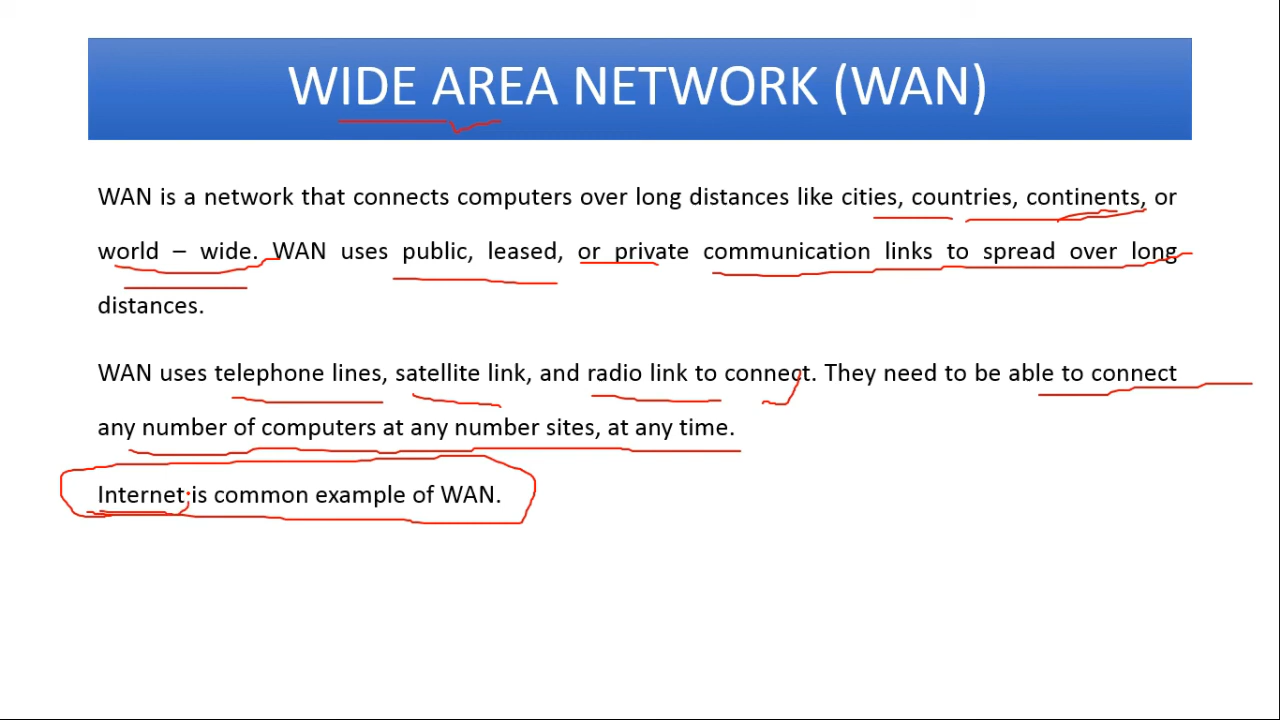 WIDE AREA NETWORK (WAN)
WAN is a network that connects computers over long distances like cities, countries, continents, or
world – wide. WAN uses public, leased, or private communication links to spread over long
distances.
WAN uses telephone lines, satellite link, and radio link to connect. They need to be able to connect
any number of computers at any number sites, at any time.
Internet is common example of WAN.